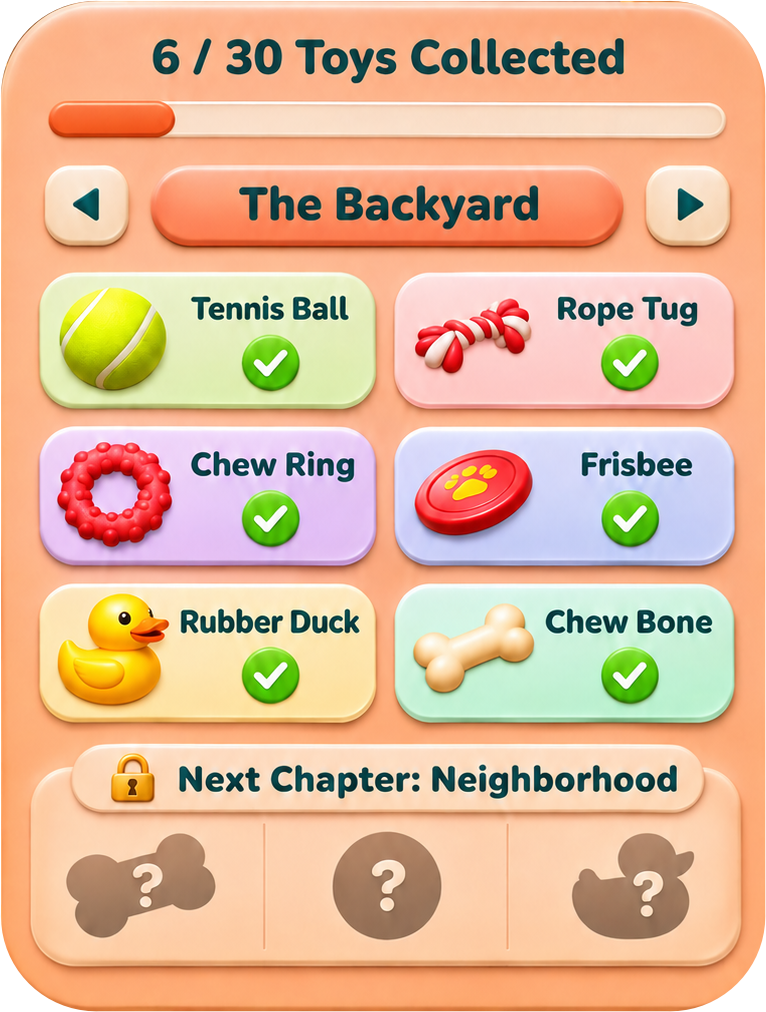 6 / 30 Toys Collected
The Backyard
Tennis Ball
Rope Tug
Chew Ring
Frisbee
Rubber Duck
Chew Bone
Next Chapter: Neighborhood
? ? ?